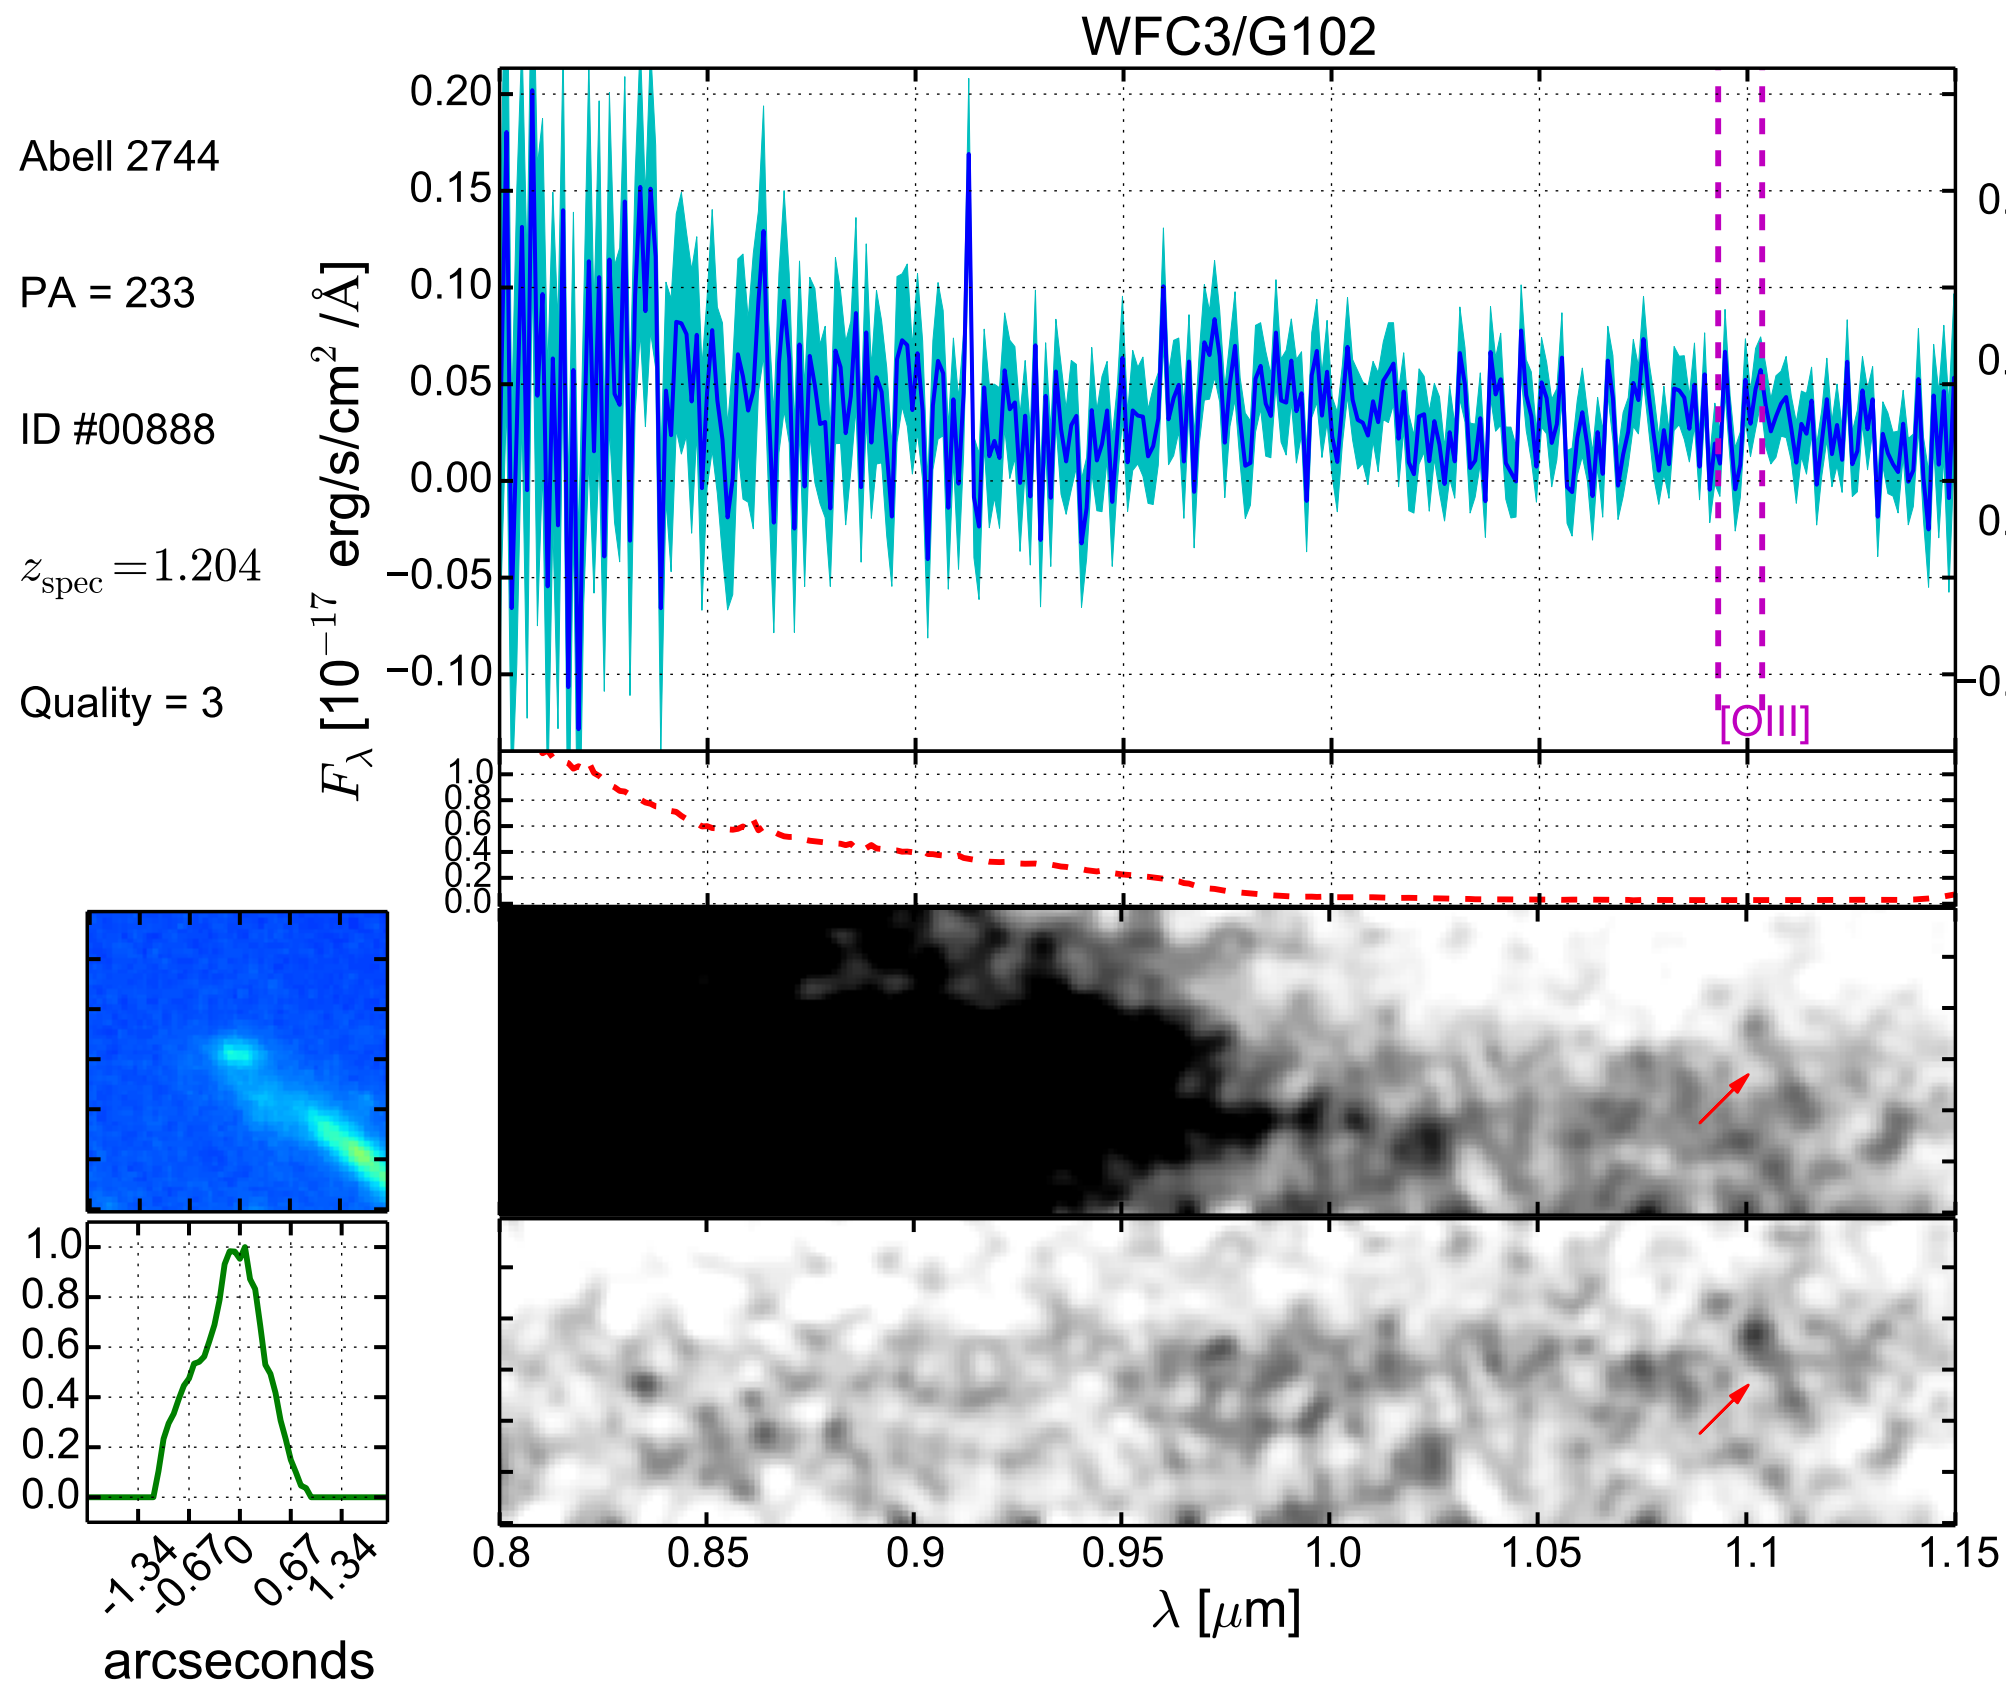 WFC3/G102
Abell 2744
PA = 233
ID #00888
z_spec = 1.204
Quality = 3
F_λ [10^−17 erg/s/cm^2 /Å]
0.20
0.15
0.10
0.05
0.00
−0.05
−0.10
0.
0.
0.
−0.
[OIII]
1.0
0.8
0.6
0.4
0.2
0.0
1.0
0.8
0.6
0.4
0.2
0.0
-1.34 -0.67 0 0.67 1.34
arcseconds
0.8 0.85 0.9 0.95 1.0 1.05 1.1 1.15
λ [μm]